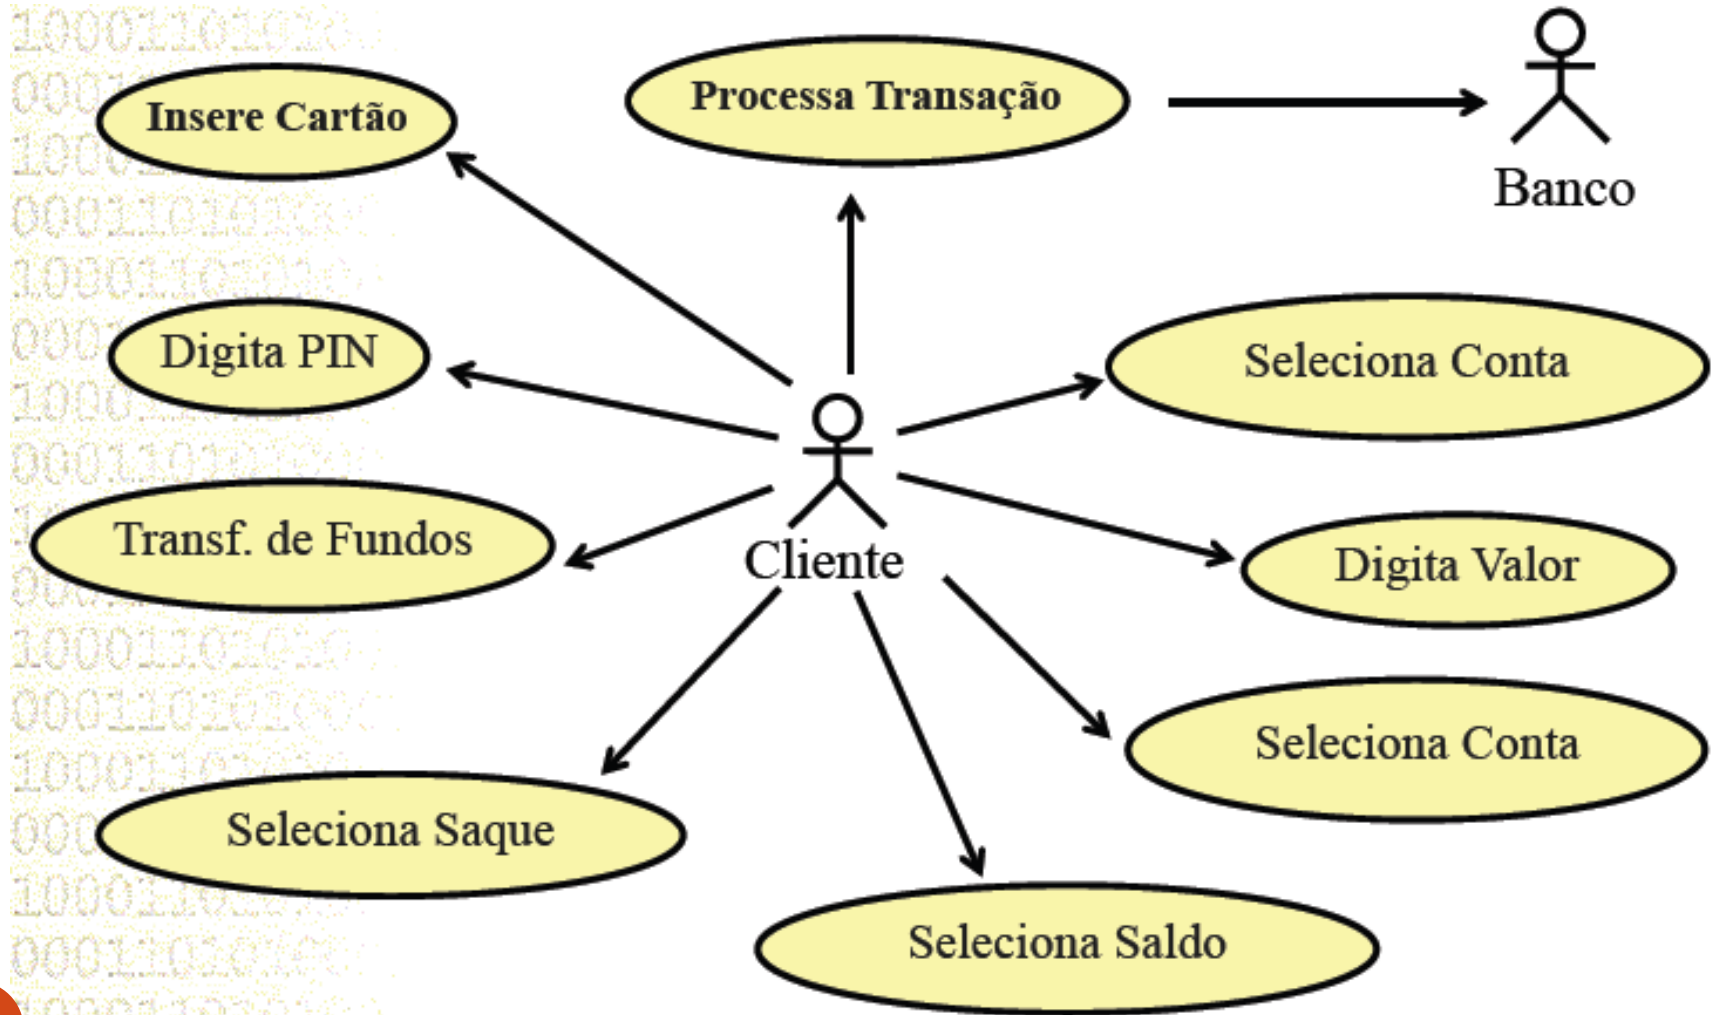 Insere Cartão
Processa Transação
Banco
Digita PIN
Seleciona Conta
Transf. de Fundos
Cliente
Digita Valor
Seleciona Conta
Seleciona Saque
Seleciona Saldo